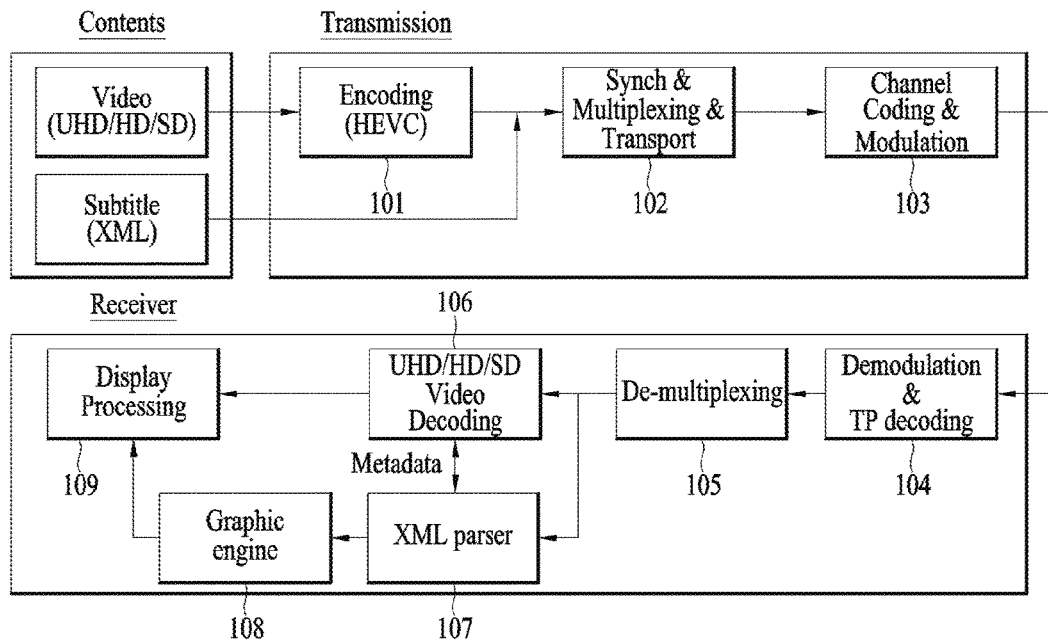 Contents
Transmission
Video
(UHD/HD/SD)
Encoding
(HEVC)
Synch &
Multiplexing &
Transport
Channel
Coding &
Modulation
101
102
103
Subtitle
(XML)
Receiver
106
Display
Processing
UHD/HD/SD
Video
Decoding
De-multiplexing
Demodulation
&
TP decoding
109
Metadata
105
104
Graphic
engine
XML parser
108
107